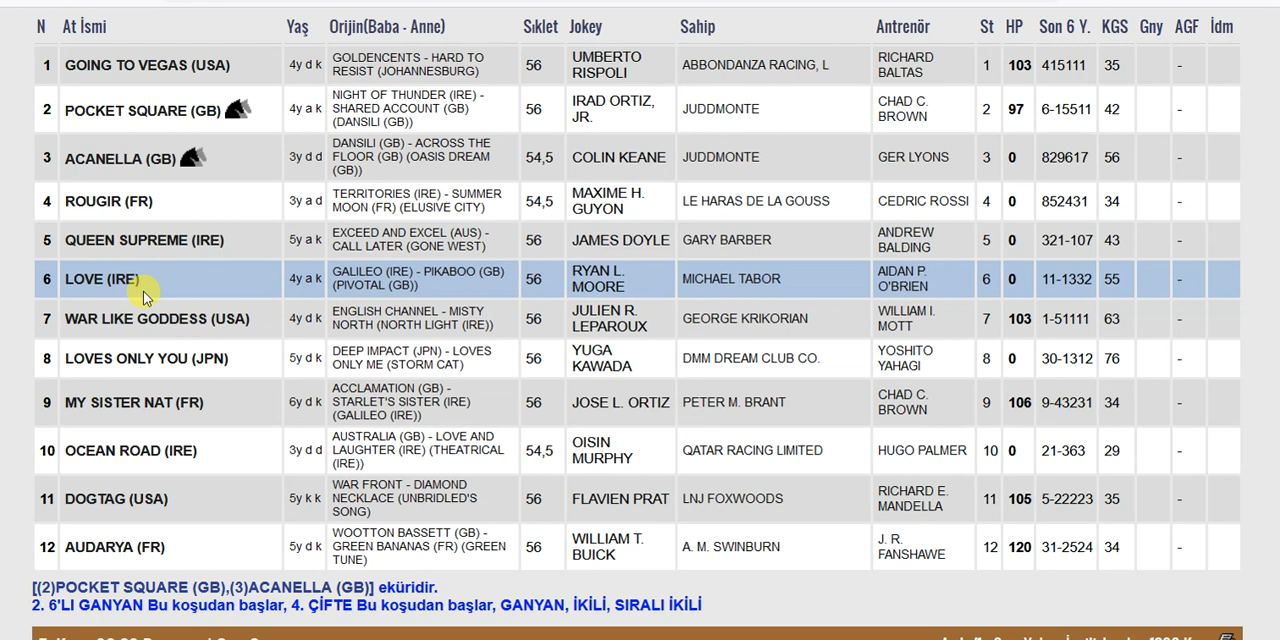 N At İsmi Yaş Orijin(Baba - Anne) Sıklet Jokey Sahip Antrenör St HP Son 6 Y. KGS Gny AGF İdm
1 GOING TO VEGAS (USA) 4y d k GOLDENCENTS - HARD TO RESIST (JOHANNESBURG) 56 UMBERTO RISPOLI ABBONDANZA RACING, L RICHARD BALTAS 1 103 415111 35 -
2 POCKET SQUARE (GB) 4y a k NIGHT OF THUNDER (IRE) - SHARED ACCOUNT (GB) (DANSILI (GB)) 56 IRAD ORTIZ, JR. JUDDMONTE CHAD C. BROWN 2 97 6-15511 42 -
3 ACANELLA (GB) 3y d d DANSILI (GB) - ACROSS THE FLOOR (GB) (OASIS DREAM (GB)) 54,5 COLIN KEANE JUDDMONTE GER LYONS 3 0 829617 56 -
4 ROUGIR (FR) 3y a d TERRITORIES (IRE) - SUMMER MOON (FR) (ELUSIVE CITY) 54,5 MAXIME H. GUYON LE HARAS DE LA GOUSS CEDRIC ROSSI 4 0 852431 34 -
5 QUEEN SUPREME (IRE) 5y a k EXCEED AND EXCEL (AUS) - CALL LATER (GONE WEST) 56 JAMES DOYLE GARY BARBER ANDREW BALDING 5 0 321-107 43 -
6 LOVE (IRE) 4y a k GALILEO (IRE) - PIKABOO (GB) (PIVOTAL (GB)) 56 RYAN L. MOORE MICHAEL TABOR AIDAN P. O'BRIEN 6 0 11-1332 55 -
7 WAR LIKE GODDESS (USA) 4y d k ENGLISH CHANNEL - MISTY NORTH (NORTH LIGHT (IRE)) 56 JULIEN R. LEPAROUX GEORGE KRIKORIAN WILLIAM I. MOTT 7 103 1-51111 63 -
8 LOVES ONLY YOU (JPN) 5y d k DEEP IMPACT (JPN) - LOVES ONLY ME (STORM CAT) 56 YUGA KAWADA DMM DREAM CLUB CO. YOSHITO YAHAGI 8 0 30-1312 76 -
9 MY SISTER NAT (FR) 6y d k ACCLAMATION (GB) - STARLET'S SISTER (IRE) (GALILEO (IRE)) 56 JOSE L. ORTIZ PETER M. BRANT CHAD C. BROWN 9 106 9-43231 34 -
10 OCEAN ROAD (IRE) 3y d d AUSTRALIA (GB) - LOVE AND LAUGHTER (IRE) (THEATRICAL (IRE)) 54,5 OISIN MURPHY QATAR RACING LIMITED HUGO PALMER 10 0 21-363 29 -
11 DOGTAG (USA) 5y k k WAR FRONT - DIAMOND NECKLACE (UNBRIDLED'S SONG) 56 FLAVIEN PRAT LNJ FOXWOODS RICHARD E. MANDELLA 11 105 5-22223 35 -
12 AUDARYA (FR) 5y d k WOOTTON BASSETT (GB) - GREEN BANANAS (FR) (GREEN TUNE) 56 WILLIAM T. BUICK A. M. SWINBURN J. R. FANSHAWE 12 120 31-2524 34 -
[(2)POCKET SQUARE (GB),(3)ACANELLA (GB)] eküridir.
2. 6'LI GANYAN Bu koşudan başlar, 4. ÇİFTE Bu koşudan başlar, GANYAN, İKİLİ, SIRALI İKİLİ